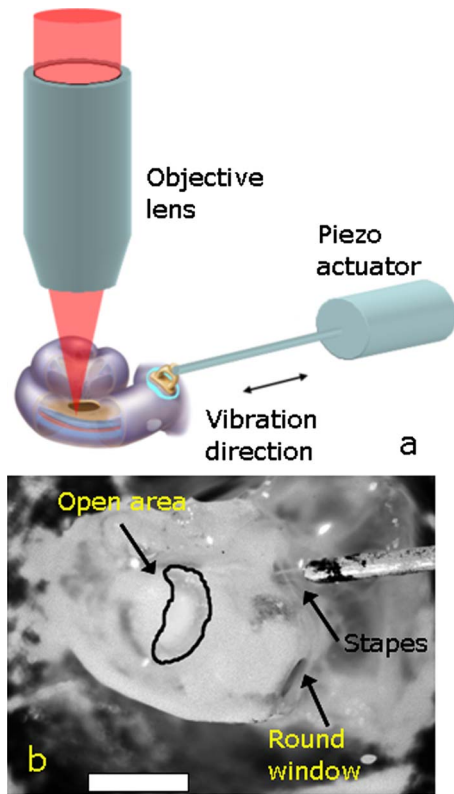 Objective
lens
Piezo
actuator
Vibration
direction
a
Open area
Stapes
Round
window
b